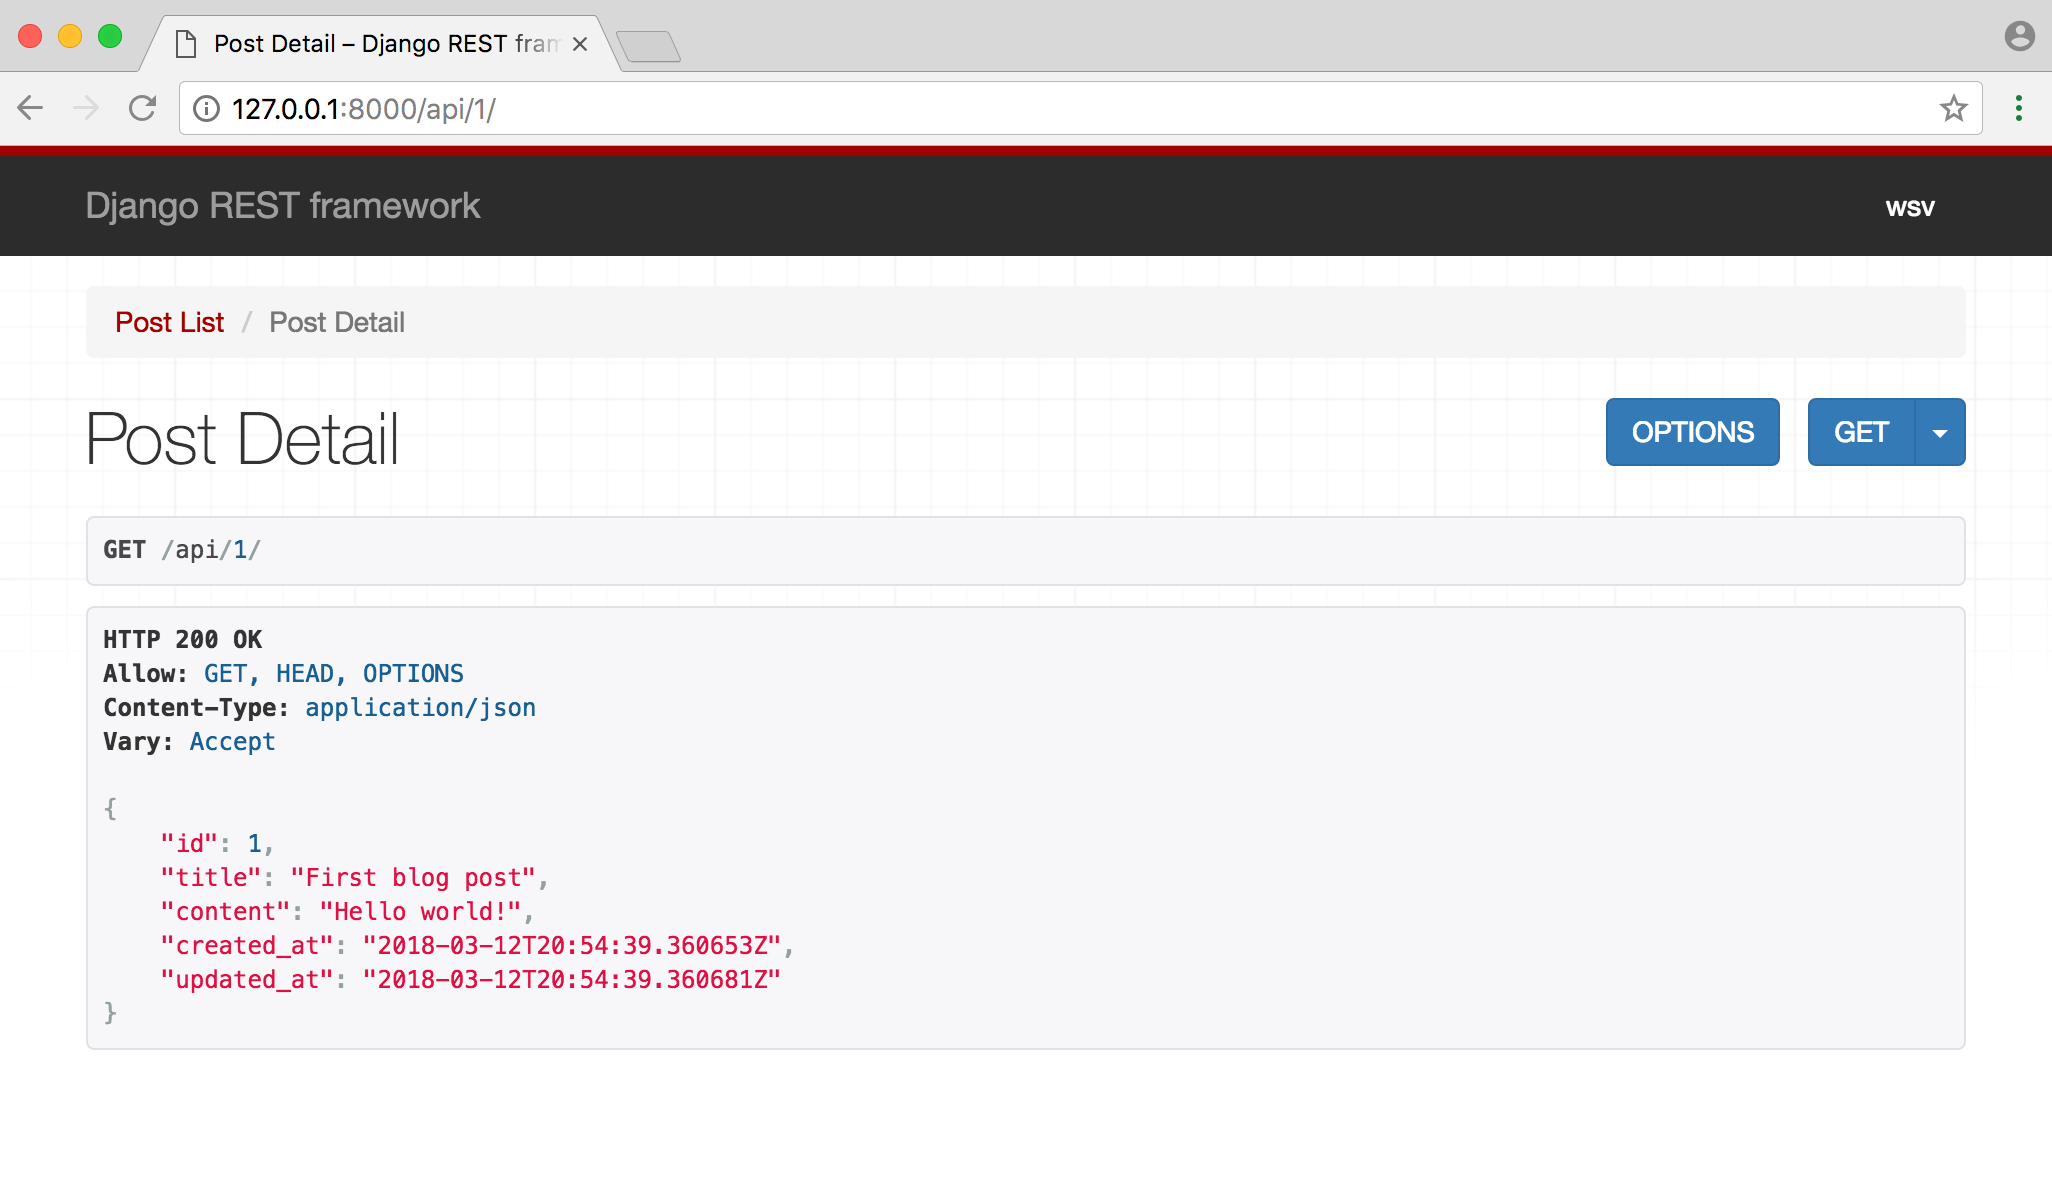 Post Detail – Django REST fram
127.0.0.1:8000/api/1/
Django REST framework
wsv
Post List / Post Detail
Post Detail
OPTIONS
GET
GET /api/1/
HTTP 200 OK
Allow: GET, HEAD, OPTIONS
Content-Type: application/json
Vary: Accept
{
    "id": 1,
    "title": "First blog post",
    "content": "Hello world!",
    "created_at": "2018-03-12T20:54:39.360653Z",
    "updated_at": "2018-03-12T20:54:39.360681Z"
}